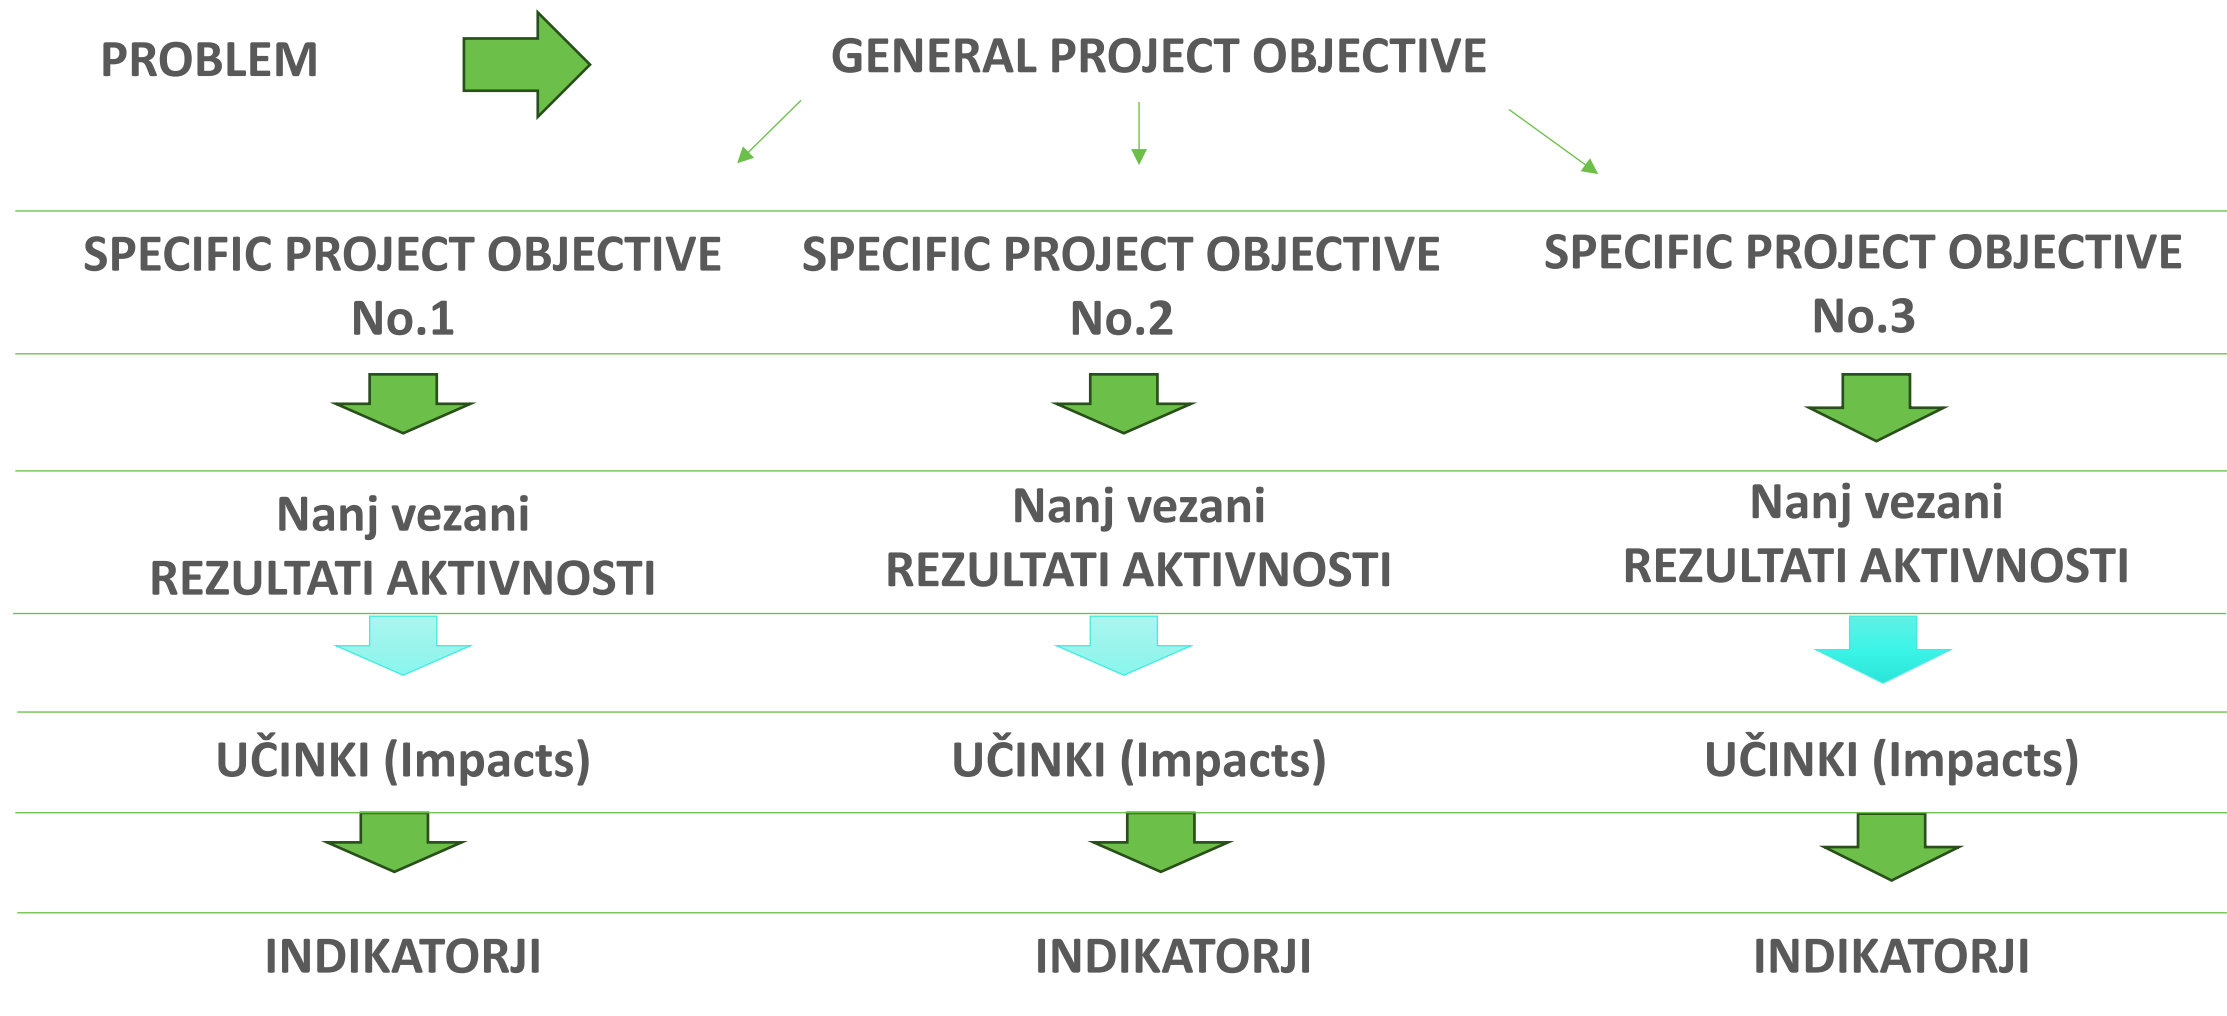 PROBLEM
GENERAL PROJECT OBJECTIVE
SPECIFIC PROJECT OBJECTIVE
No.1
SPECIFIC PROJECT OBJECTIVE
No.2
SPECIFIC PROJECT OBJECTIVE
No.3
Nanj vezani
REZULTATI AKTIVNOSTI
Nanj vezani
REZULTATI AKTIVNOSTI
Nanj vezani
REZULTATI AKTIVNOSTI
UČINKI (Impacts)
UČINKI (Impacts)
UČINKI (Impacts)
INDIKATORJI
INDIKATORJI
INDIKATORJI